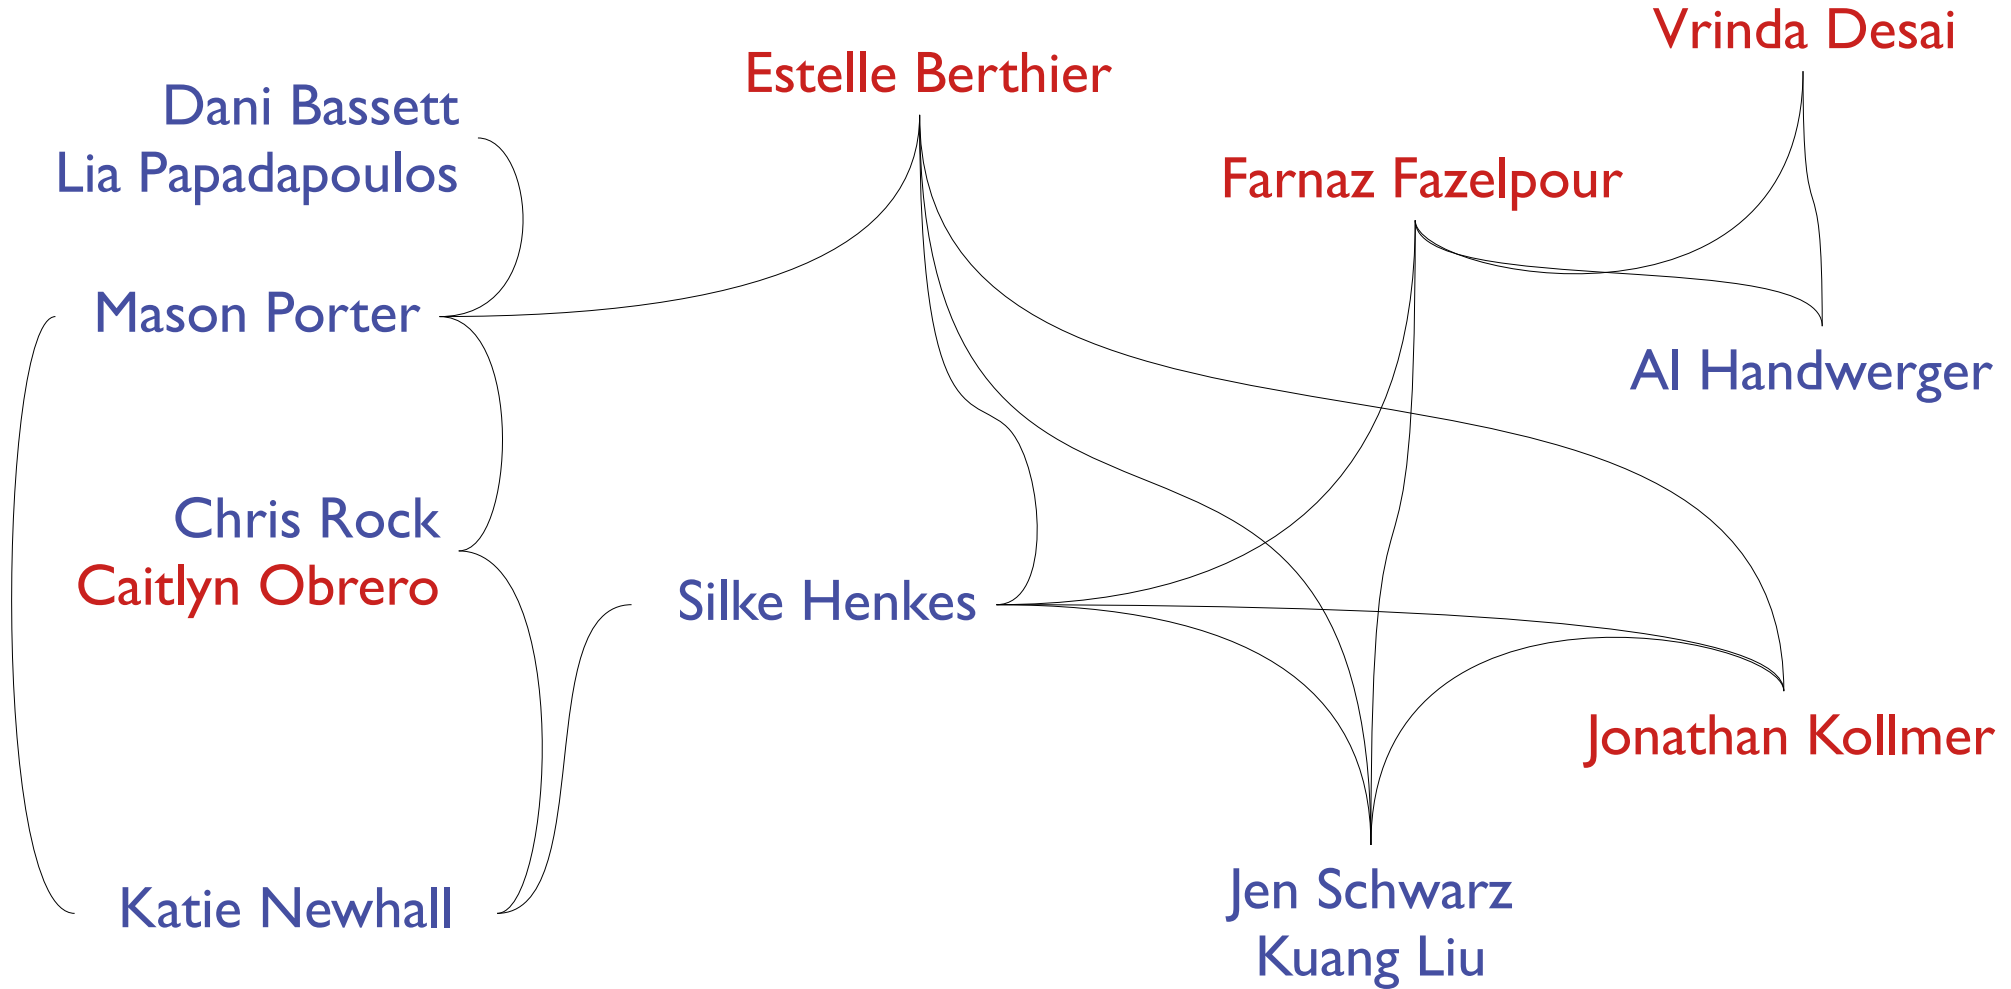 Vrinda Desai
Estelle Berthier
Dani Bassett
Lia Papadapoulos
Farnaz Fazelpour
Mason Porter
Al Handwerger
Chris Rock
Caitlyn Obrero
Silke Henkes
Jonathan Kollmer
Katie Newhall
Jen Schwarz
Kuang Liu